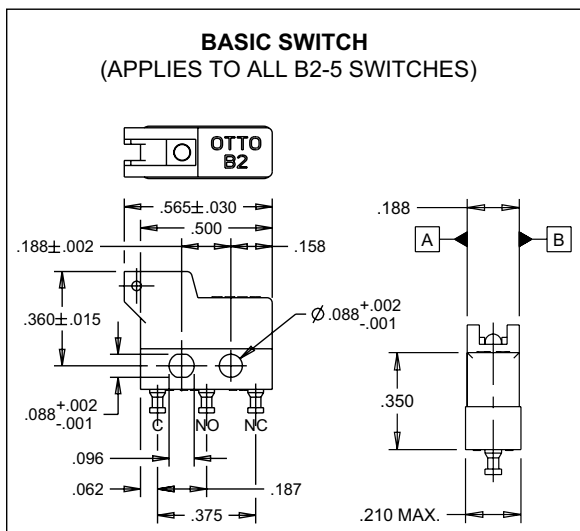 BASIC SWITCH
(APPLIES TO ALL B2-5 SWITCHES)
OTTO
B2
.565±.030
.500
.188
.188±.002
.158
A
B
.360±.015
Ø.088+.002
-.001
.088+.002
-.001
.350
C
NO
NC
.096
.062
.187
.375
.210 MAX.